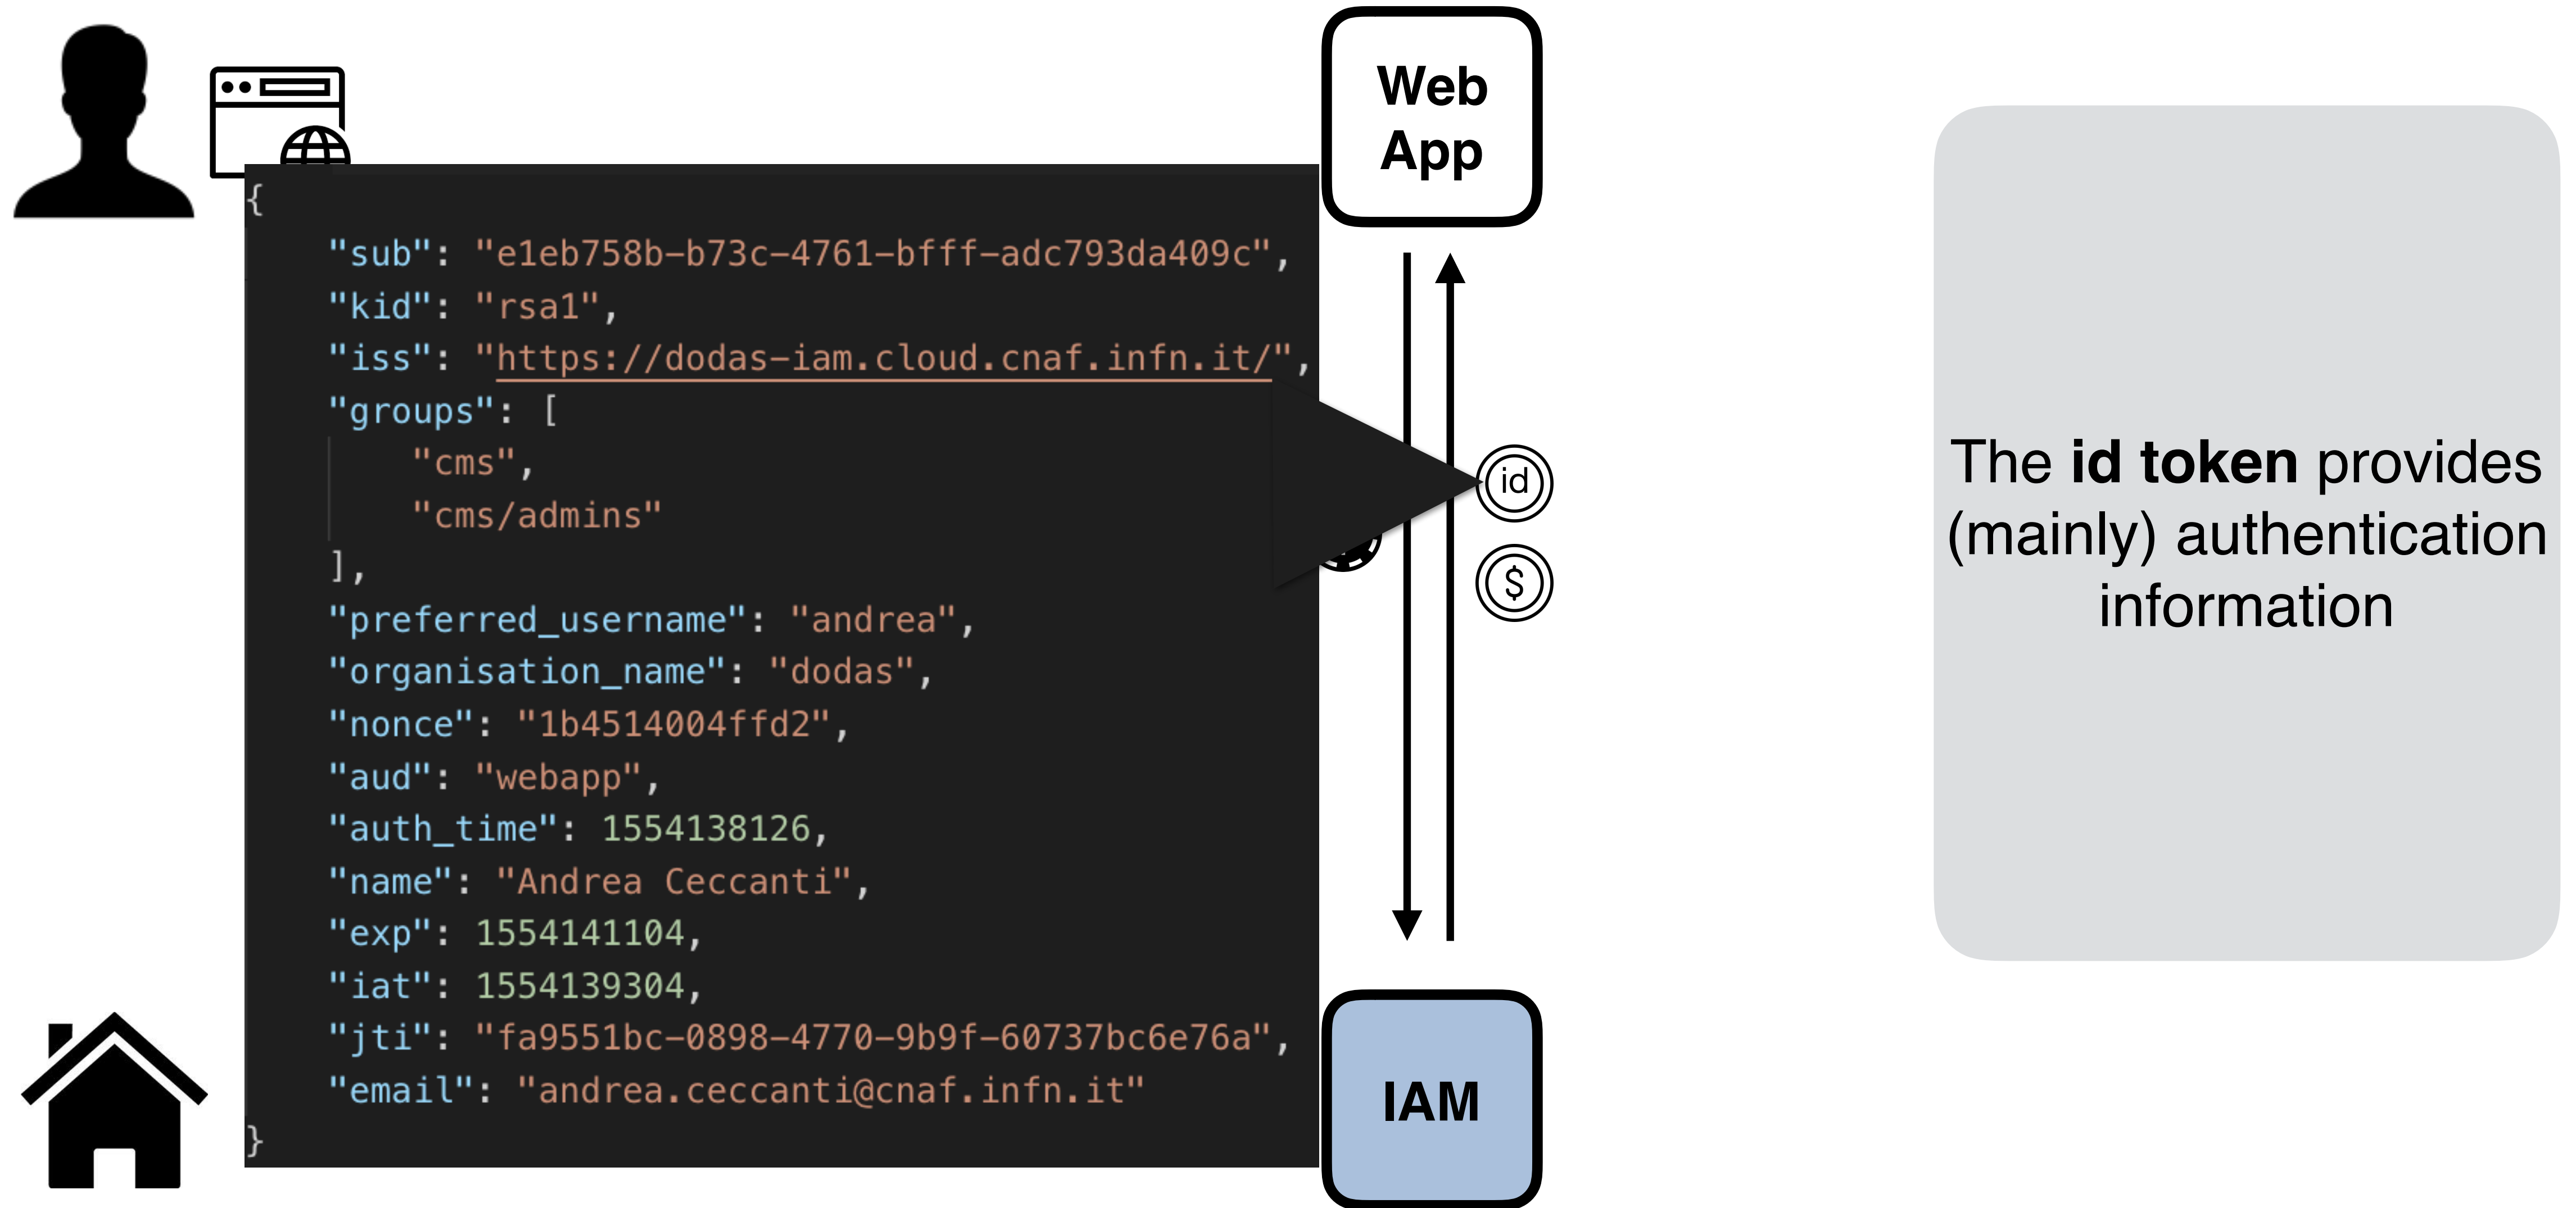 Web
App
{
"sub": "e1eb758b-b73c-4761-bfff-adc793da409c",
"kid": "rsa1",
"iss": "https://dodas-iam.cloud.cnaf.infn.it/",
"groups": [
"cms",
"cms/admins"
],
"preferred_username": "andrea",
"organisation_name": "dodas",
"nonce": "1b4514004ffd2",
"aud": "webapp",
"auth_time": 1554138126,
"name": "Andrea Ceccanti",
"exp": 1554141104,
"iat": 1554139304,
"jti": "fa9551bc-0898-4770-9b9f-60737bc6e76a",
"email": "andrea.ceccanti@cnaf.infn.it"
}
id
$
IAM
The id token provides
(mainly) authentication
information